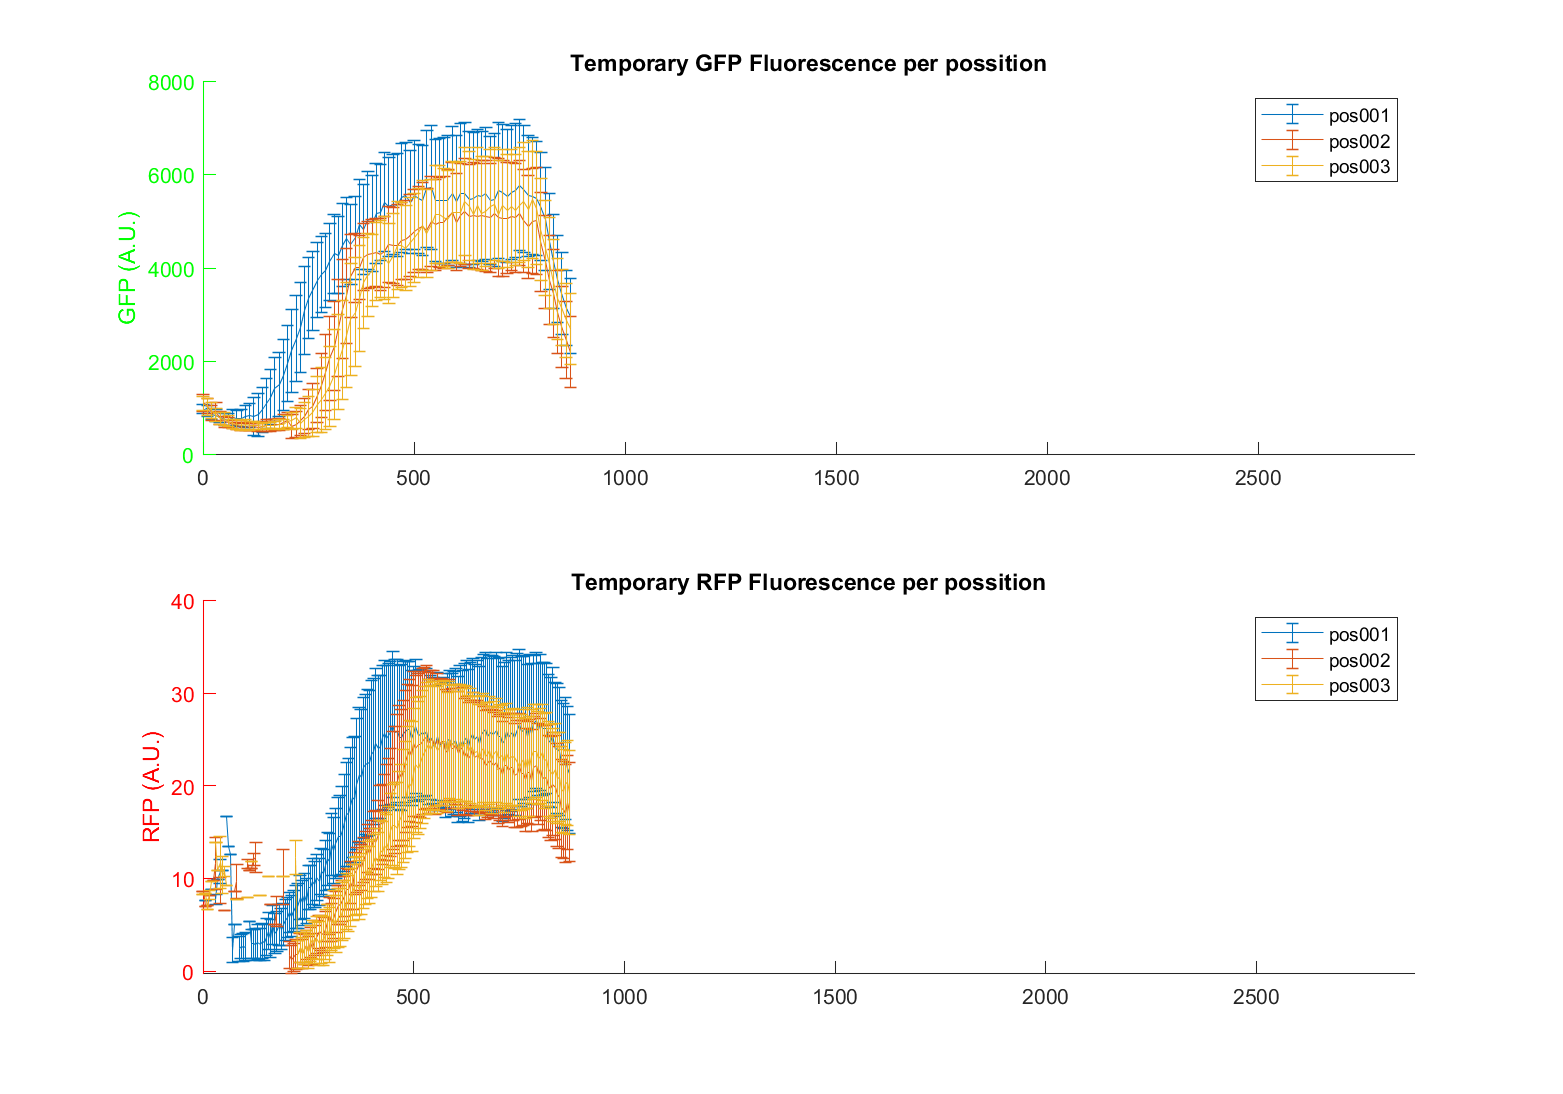 Temporary GFP Fluorescence per possition
8000
6000
4000
2000
0
GFP (A.U.)
0 500 1000 1500 2000 2500
pos001
pos002
pos003
Temporary RFP Fluorescence per possition
40
30
20
10
0
RFP (A.U.)
0 500 1000 1500 2000 2500
pos001
pos002
pos003